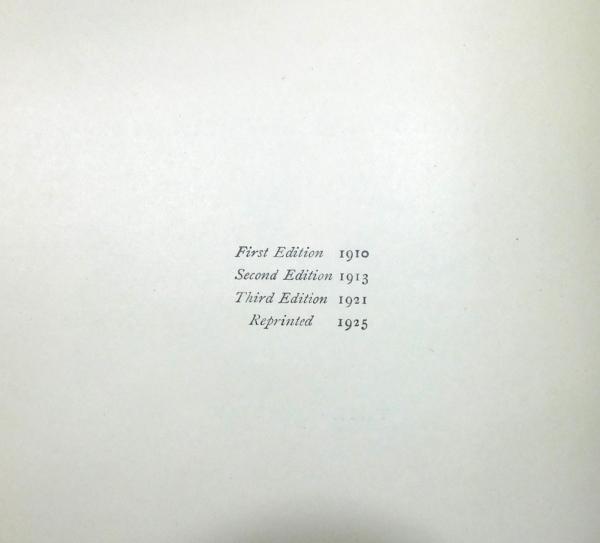 First Edition 1910
Second Edition 1913
Third Edition 1921
Reprinted 1925